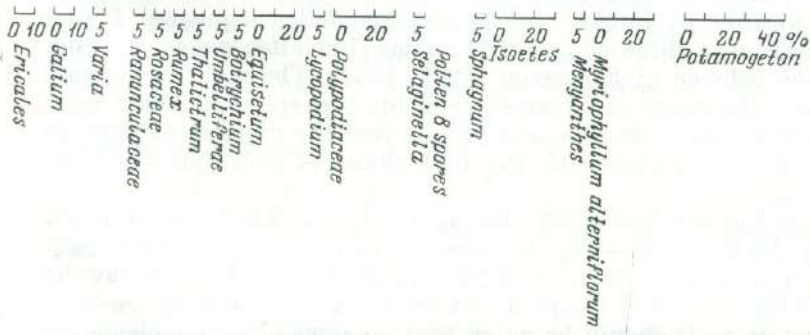 0 10 0 10 5 5 5 5 5 5 5 0 20 5 0 20 5 5 0 20 5 0 20 0 20 40 %
Ericales
Galium
Varia
Ranunculaceae
Rosaceae
Rumex
Thalictrum
Umbelliferae
Botrychium
Equisetum
Lycopodium
Polypodiaceae
Selaginella
Pollen & spores
Sphagnum
Isoetes
Menyanthes
Myriophyllum alterniflorum
Potamogeton